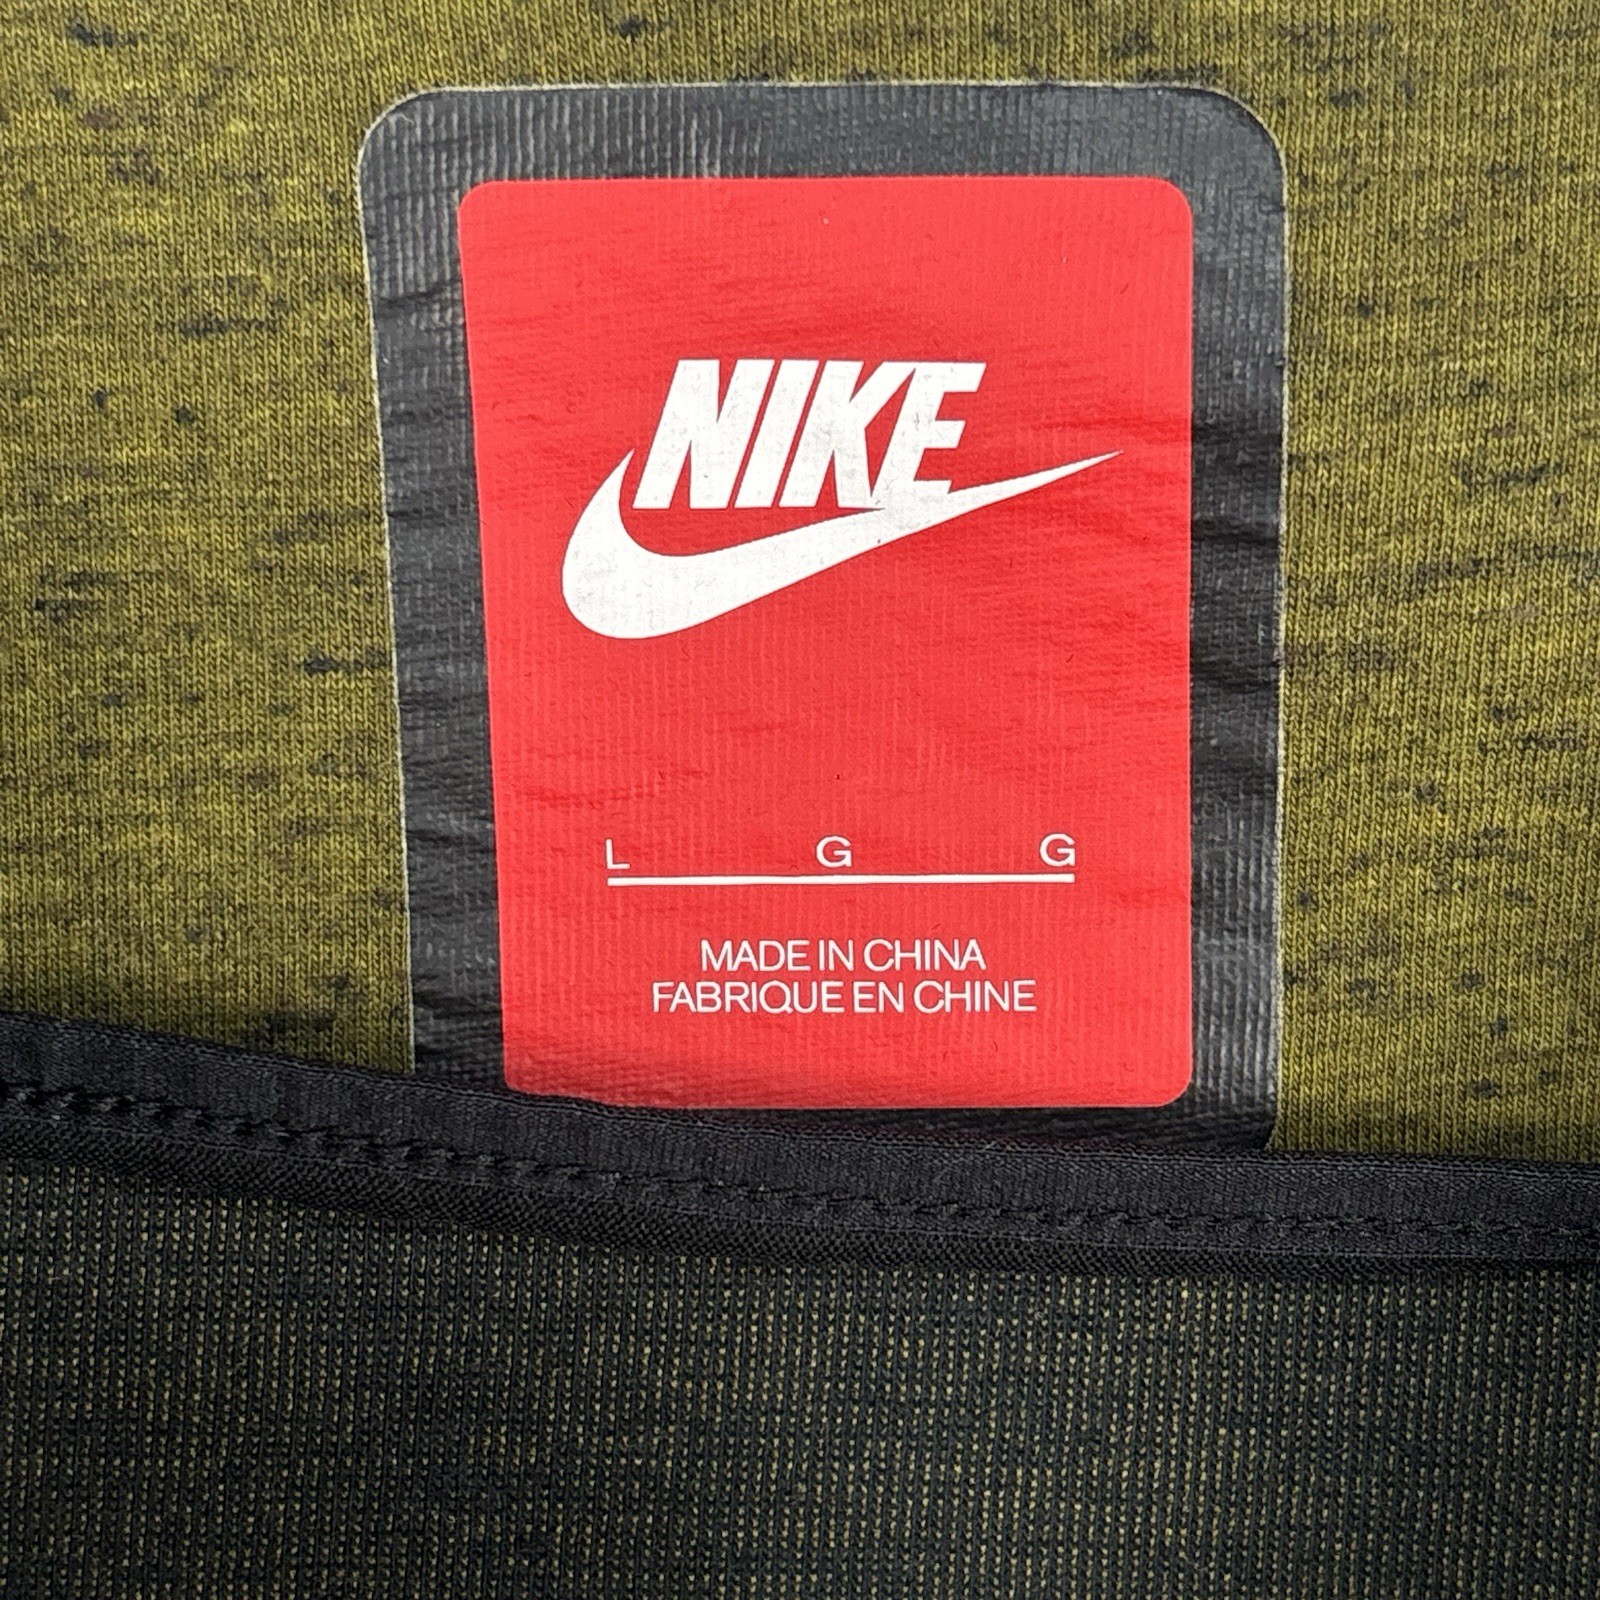 NIKE
L G G
MADE IN CHINA
FABRIQUE EN CHINE